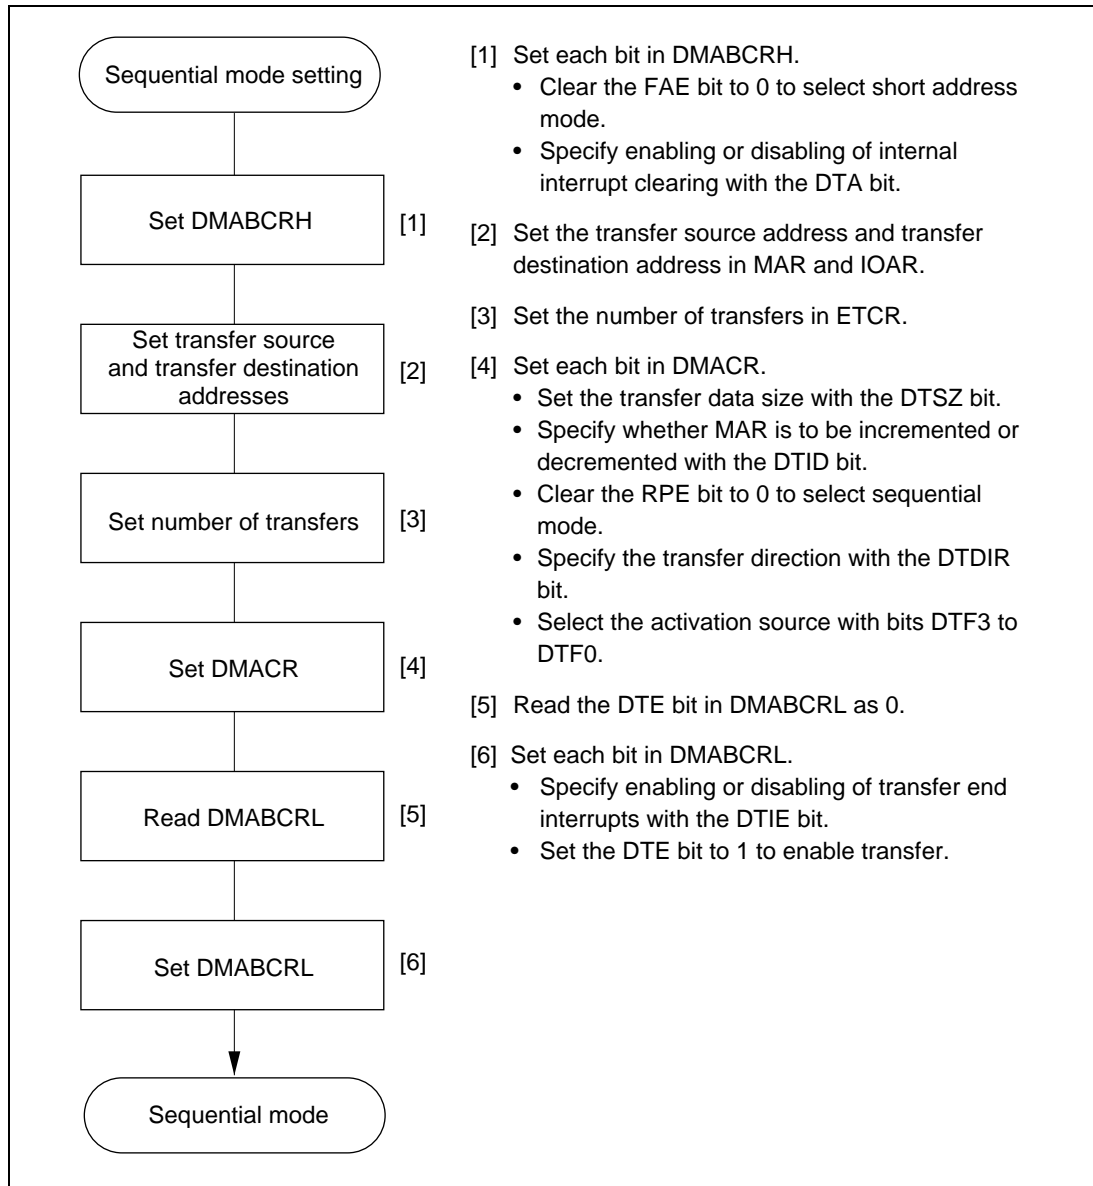 Sequential mode setting
Set DMABCRH [1]
Set transfer source
and transfer destination
addresses
[2]
Set number of transfers [3]
Set DMACR [4]
Read DMABCRL [5]
Set DMABCRL [6]
Sequential mode
[1] Set each bit in DMABCRH.
• Clear the FAE bit to 0 to select short address
mode.
• Specify enabling or disabling of internal
interrupt clearing with the DTA bit.
[2] Set the transfer source address and transfer
destination address in MAR and IOAR.
[3] Set the number of transfers in ETCR.
[4] Set each bit in DMACR.
• Set the transfer data size with the DTSZ bit.
• Specify whether MAR is to be incremented or
decremented with the DTID bit.
• Clear the RPE bit to 0 to select sequential
mode.
• Specify the transfer direction with the DTDIR
bit.
• Select the activation source with bits DTF3 to
DTF0.
[5] Read the DTE bit in DMABCRL as 0.
[6] Set each bit in DMABCRL.
• Specify enabling or disabling of transfer end
interrupts with the DTIE bit.
• Set the DTE bit to 1 to enable transfer.